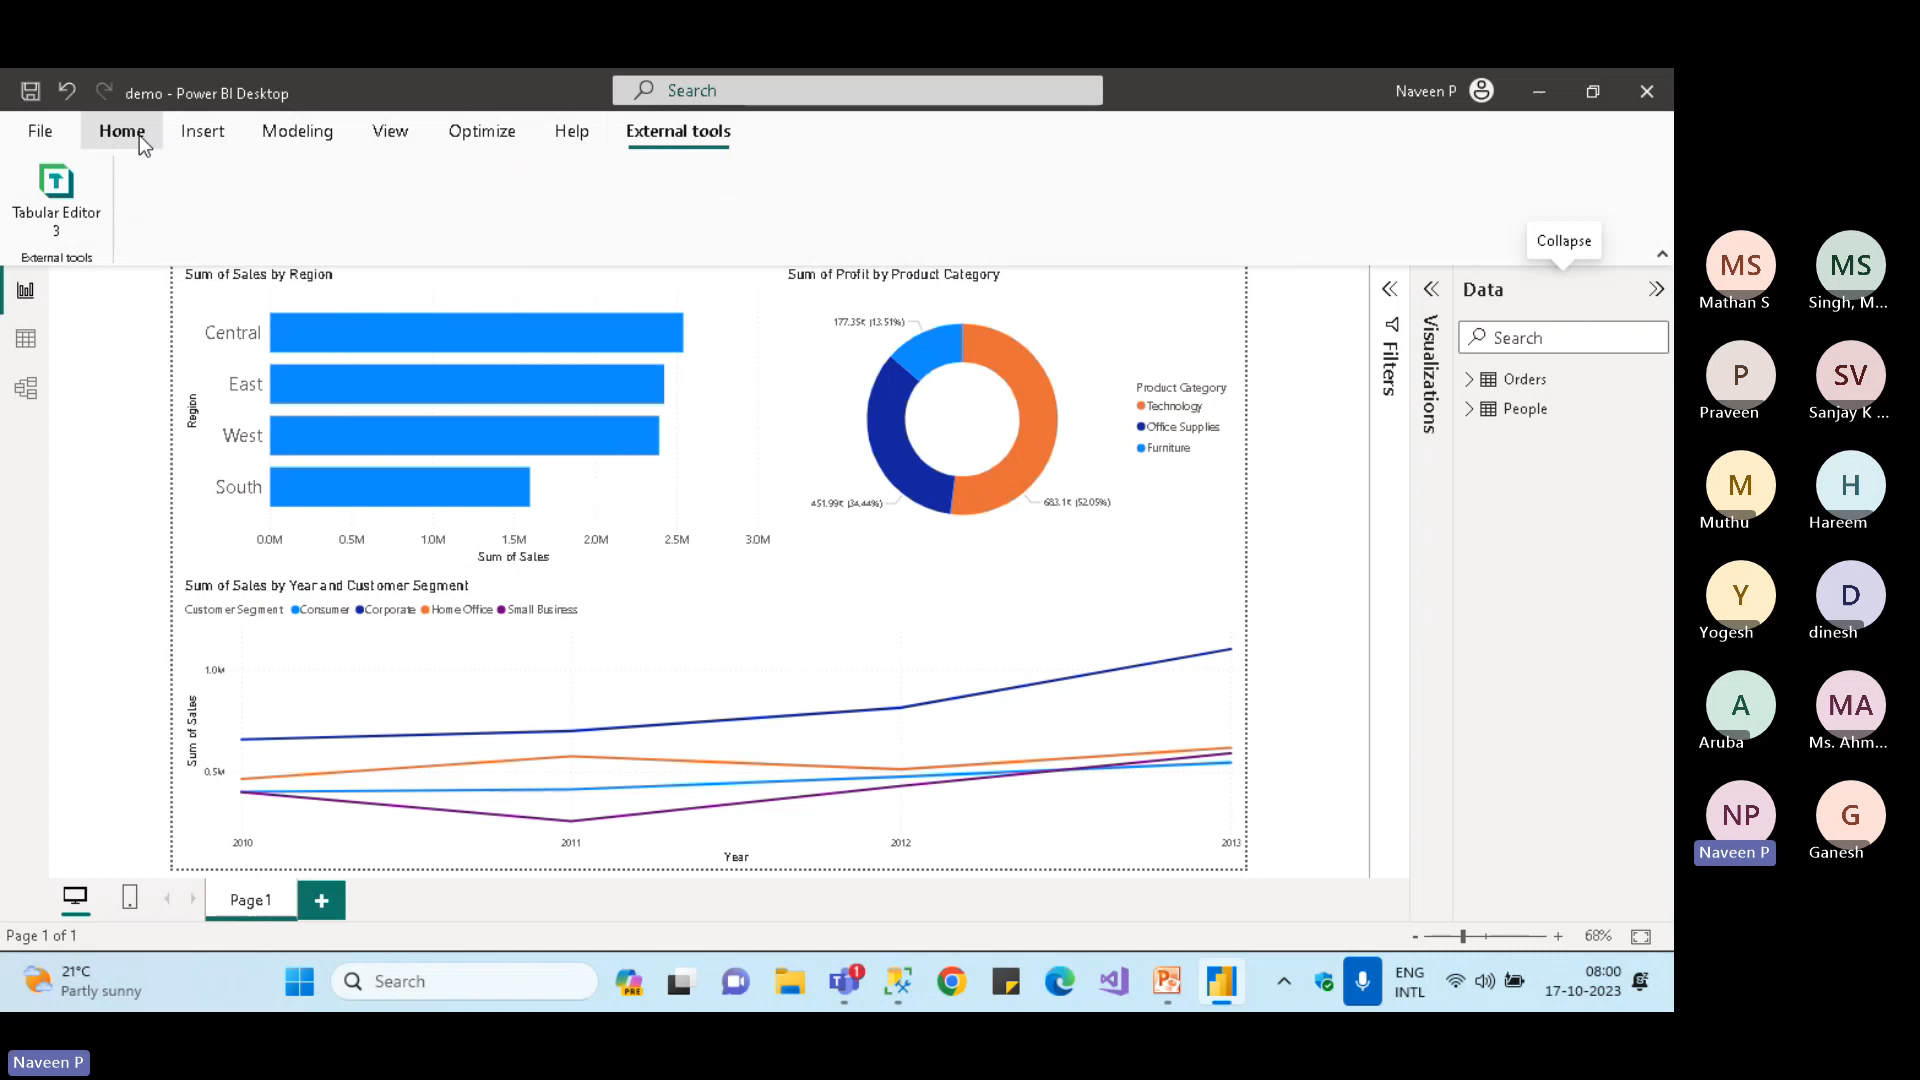 demo - Power BI Desktop
Search
Naveen P
File
Home
Insert
Modeling
View
Optimize
Help
External tools
Tabular Editor
3
External tools
Collapse
Sum of Sales by Region
Central
East
West
South
Region
0.0M 0.5M 1.0M 1.5M 2.0M 2.5M 3.0M
Sum of Sales
Sum of Profit by Product Category
177.35K (13.51%)
451.99K (34.44%)
683.1K (52.05%)
Product Category
Technology
Office Supplies
Furniture
Sum of Sales by Year and Customer Segment
Customer Segment Consumer Corporate Home Office Small Business
1.0M
0.5M
Sum of Sales
2010 2011 2012 2013
Year
Filters
Visualizations
Data
Search
Orders
People
Page 1
Page 1 of 1
- + 68%
21°C
Partly sunny
Search
PRE
1
ENG
INTL
08:00
17-10-2023
MS
Mathan S
MS
Singh, M...
P
Praveen
SV
Sanjay K ...
M
Muthu
H
Hareem
Y
Yogesh
D
dinesh
A
Aruba
MA
Ms. Ahm...
NP
Naveen P
G
Ganesh
Naveen P